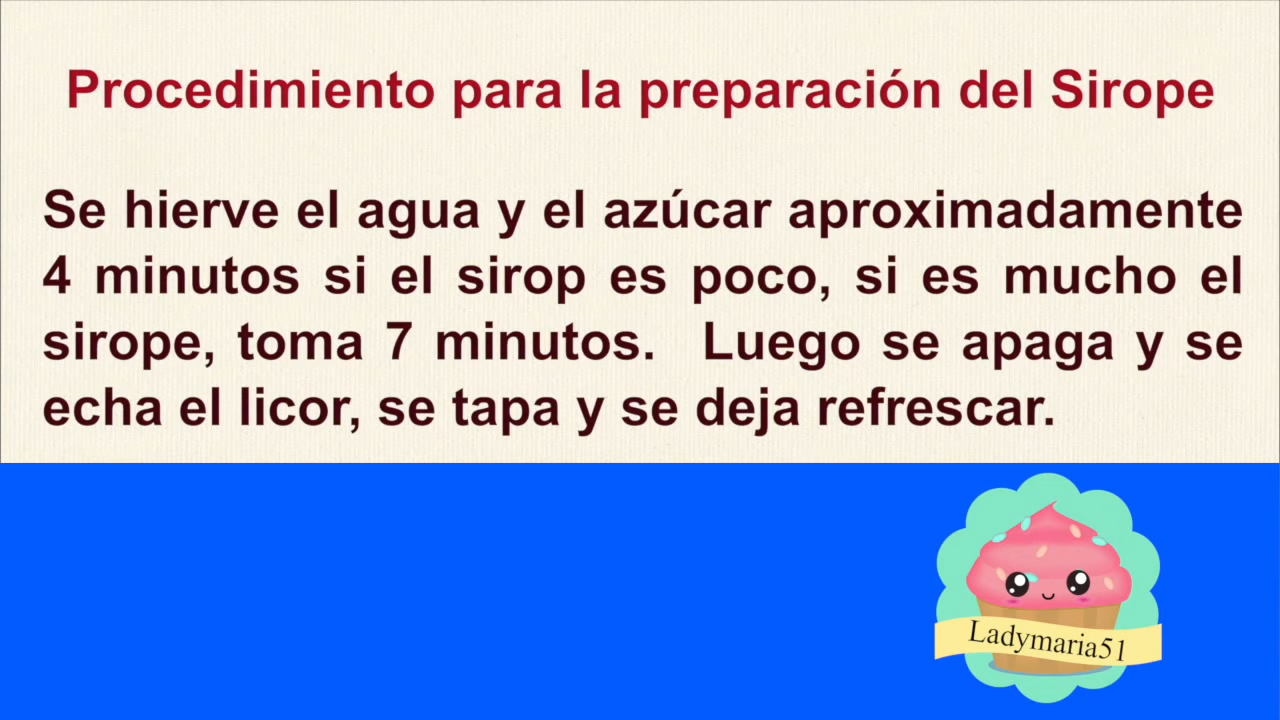 Procedimiento para la preparación del Sirope
Se hierve el agua y el azúcar aproximadamente
4 minutos si el sirop es poco, si es mucho el
sirope, toma 7 minutos. Luego se apaga y se
echa el licor, se tapa y se deja refrescar.
Ladymaria51